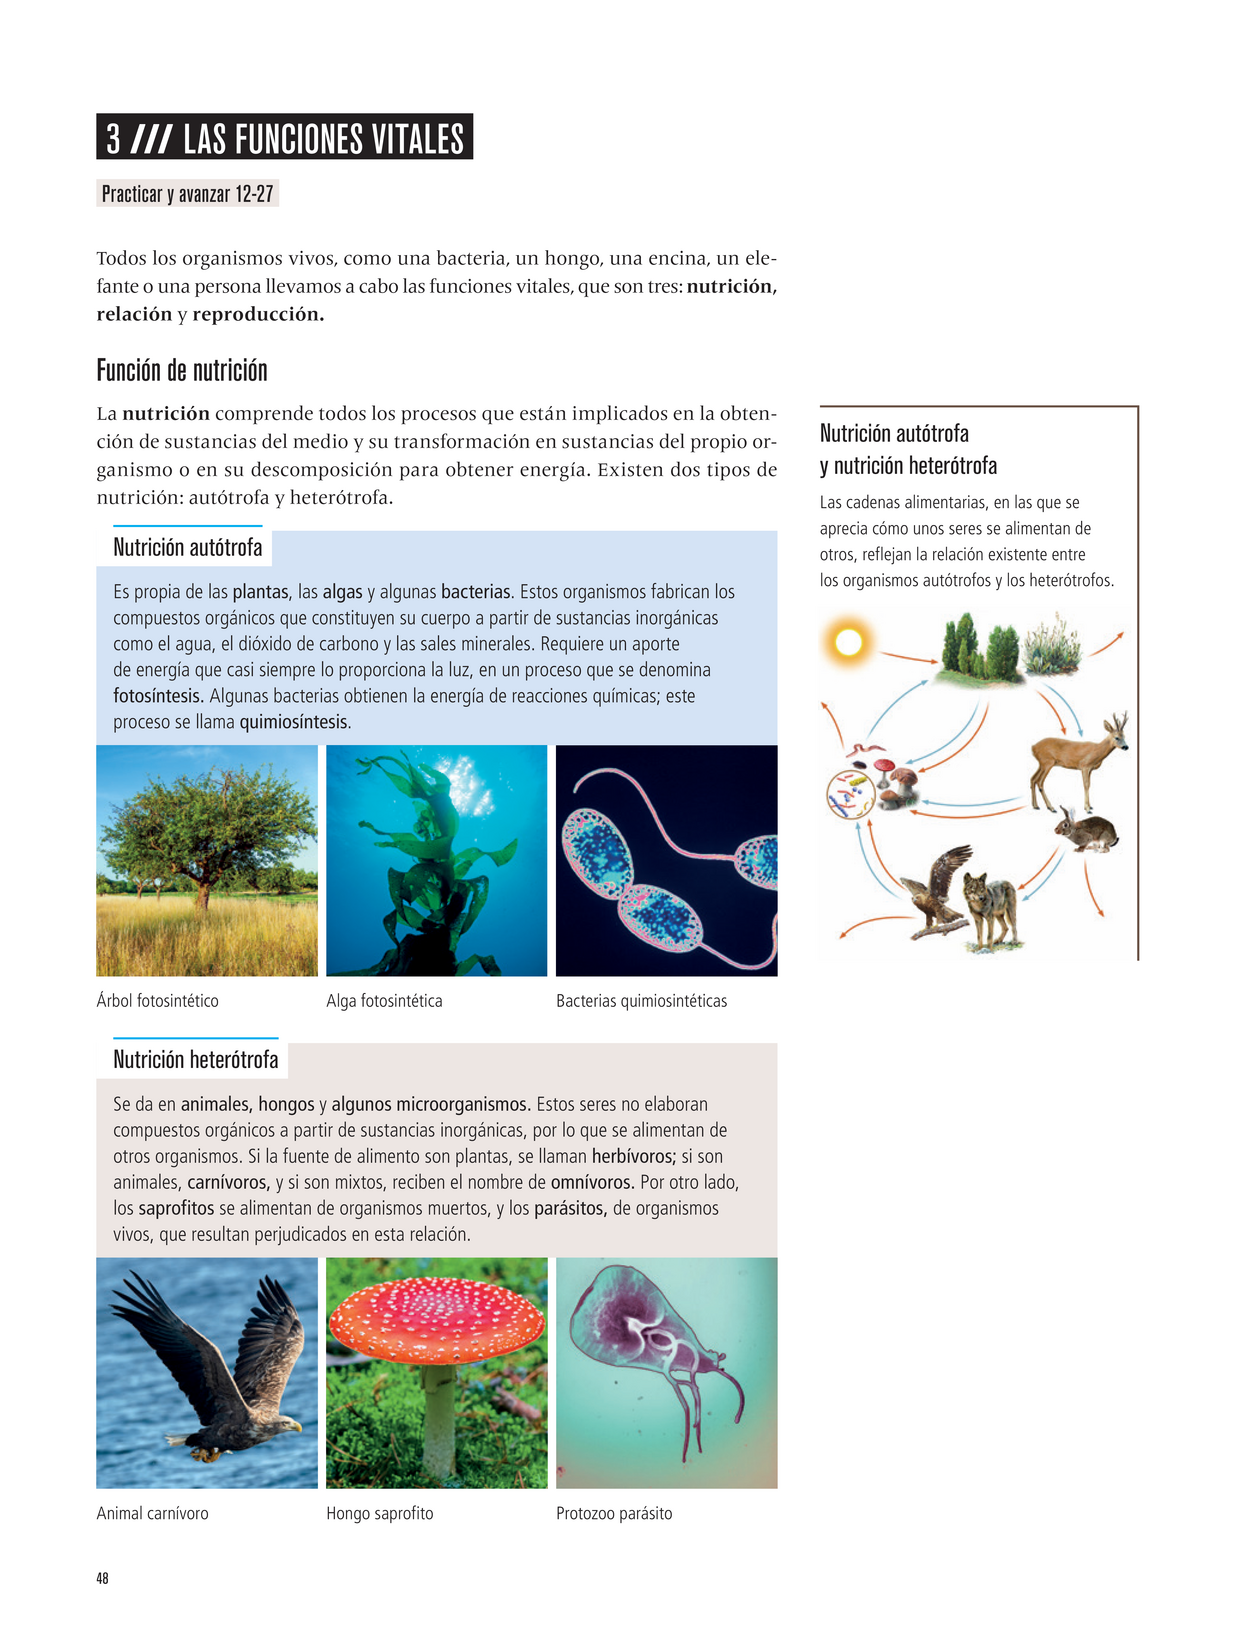 3 /// LAS FUNCIONES VITALES
Practicar y avanzar 12-27
Todos los organismos vivos, como una bacteria, un hongo, una encina, un ele-
fante o una persona llevamos a cabo las funciones vitales, que son tres: nutrición,
relación y reproducción.
Función de nutrición
La nutrición comprende todos los procesos que están implicados en la obten-
ción de sustancias del medio y su transformación en sustancias del propio or-
ganismo o en su descomposición para obtener energía. Existen dos tipos de
nutrición: autótrofa y heterótrofa.
Nutrición autótrofa
Es propia de las plantas, las algas y algunas bacterias. Estos organismos fabrican los
compuestos orgánicos que constituyen su cuerpo a partir de sustancias inorgánicas
como el agua, el dióxido de carbono y las sales minerales. Requiere un aporte
de energía que casi siempre lo proporciona la luz, en un proceso que se denomina
fotosíntesis. Algunas bacterias obtienen la energía de reacciones químicas; este
proceso se llama quimiosíntesis.
Árbol fotosintético
Alga fotosintética
Bacterias quimiosintéticas
Nutrición heterótrofa
Se da en animales, hongos y algunos microorganismos. Estos seres no elaboran
compuestos orgánicos a partir de sustancias inorgánicas, por lo que se alimentan de
otros organismos. Si la fuente de alimento son plantas, se llaman herbívoros; si son
animales, carnívoros, y si son mixtos, reciben el nombre de omnívoros. Por otro lado,
los saprofitos se alimentan de organismos muertos, y los parásitos, de organismos
vivos, que resultan perjudicados en esta relación.
Animal carnívoro
Hongo saprofito
Protozoo parásito
Nutrición autótrofa
y nutrición heterótrofa
Las cadenas alimentarias, en las que se
aprecia cómo unos seres se alimentan de
otros, reflejan la relación existente entre
los organismos autótrofos y los heterótrofos.
48